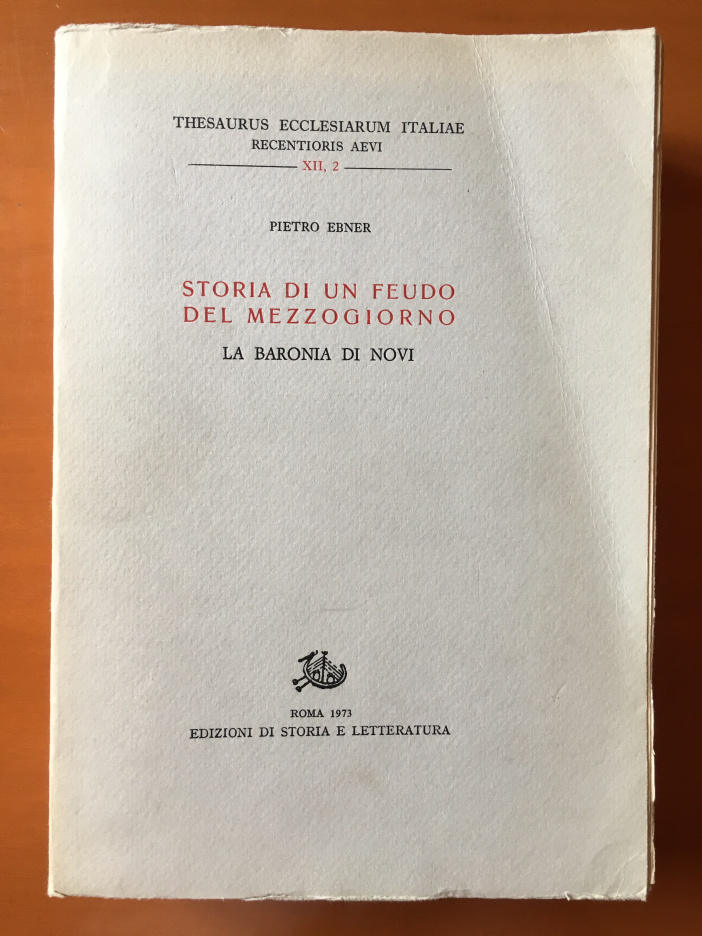 THESAURUS ECCLESIARUM ITALIAE
RECENTIORIS AEVI
XII, 2
PIETRO EBNER
STORIA DI UN FEUDO
DEL MEZZOGIORNO
LA BARONIA DI NOVI
ROMA 1973
EDIZIONI DI STORIA E LETTERATURA